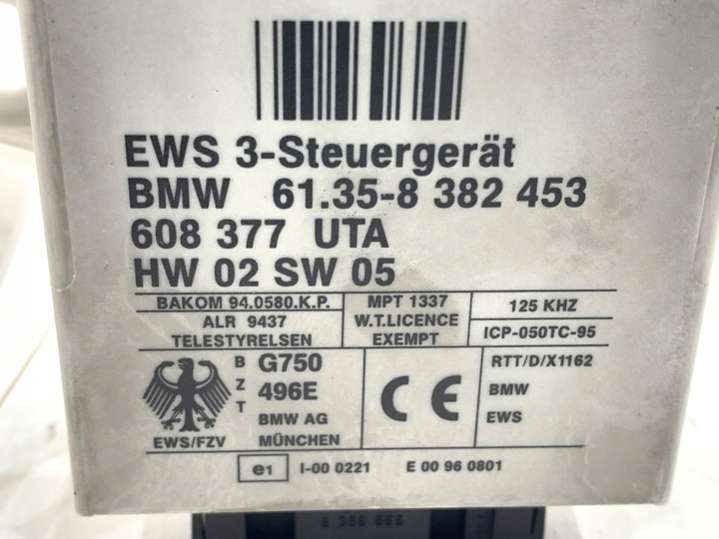 EWS 3-Steuergerät
BMW 61.35-8 382 453
608 377 UTA
HW 02 SW 05
BAKOM 94.0580.K.P.
ALR 9437
TELESTYRELSEN
MPT 1337
W.T.LICENCE
EXEMPT
125 KHZ
ICP-050TC-95
EWS/FZV
B
Z
T
G750
496E
BMW AG
MÜNCHEN
CE
RTT/D/X1162
BMW
EWS
e1 I-00 0221 E 00 96 0801